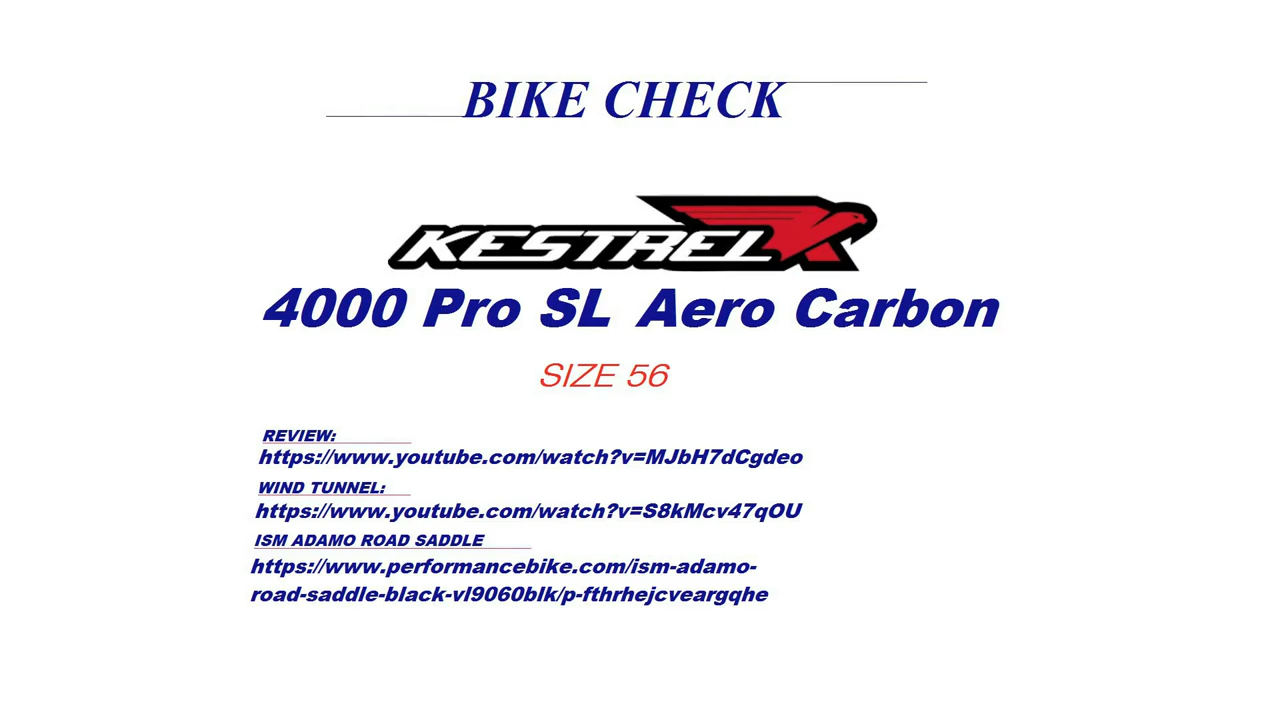 BIKE CHECK
KESTREL
4000 Pro SL Aero Carbon
SIZE 56
REVIEW:
https://www.youtube.com/watch?v=MJbH7dCgdeo
WIND TUNNEL:
https://www.youtube.com/watch?v=S8kMcv47qOU
ISM ADAMO ROAD SADDLE
https://www.performancebike.com/ism-adamo-
road-saddle-black-vl9060blk/p-fthrhejcveargqhe